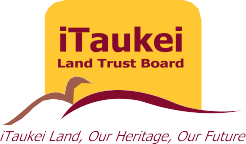 iTaukei
Land Trust Board
iTaukei Land, Our Heritage, Our Future